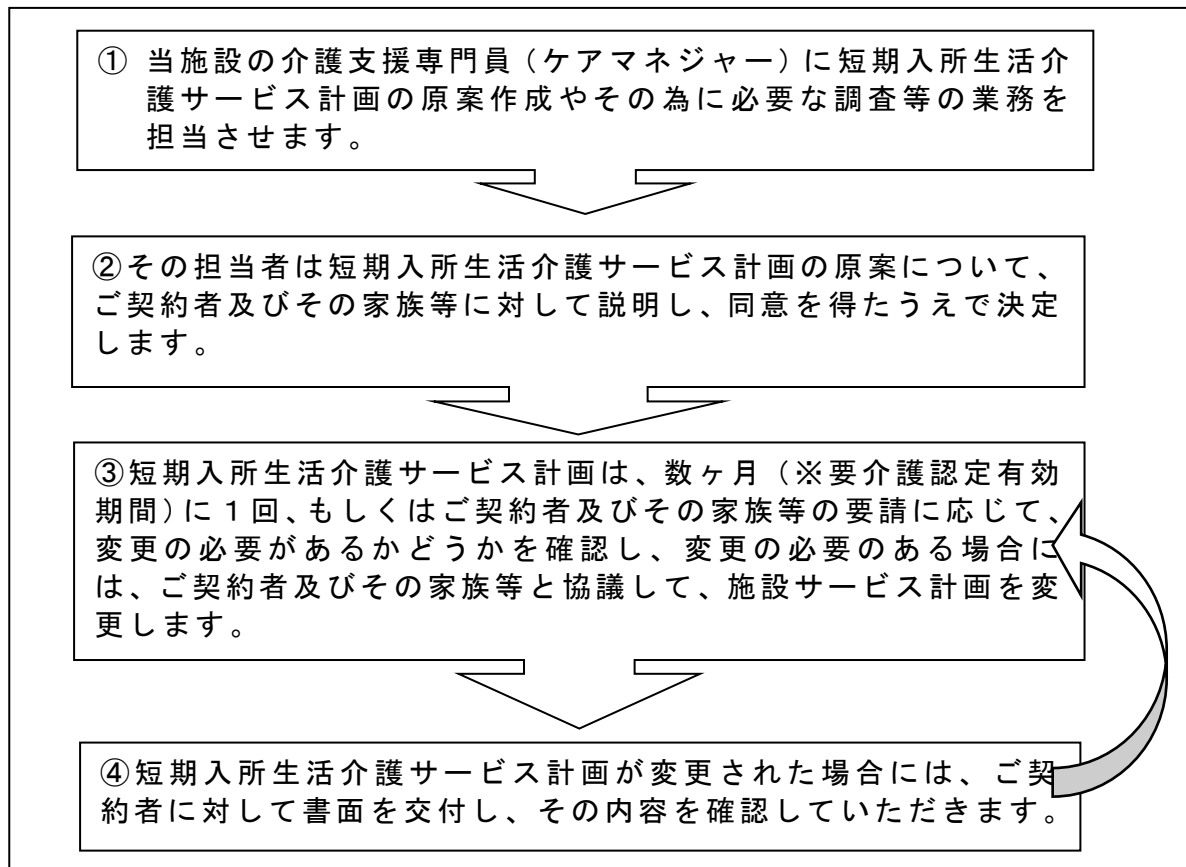 ① 当施設の介護支援専門員（ケアマネジャー）に短期入所生活介
護サービス計画の原案作成やその為に必要な調査等の業務を
担当させます。
②その担当者は短期入所生活介護サービス計画の原案について、
ご契約者及びその家族等に対して説明し、同意を得たうえで決定
します。
③短期入所生活介護サービス計画は、数ヶ月（※要介護認定有効
期間）に１回、もしくはご契約者及びその家族等の要請に応じて、
変更の必要があるかどうかを確認し、変更の必要のある場合に
は、ご契約者及びその家族等と協議して、施設サービス計画を変
更します。
④短期入所生活介護サービス計画が変更された場合には、ご契
約者に対して書面を交付し、その内容を確認していただきます。